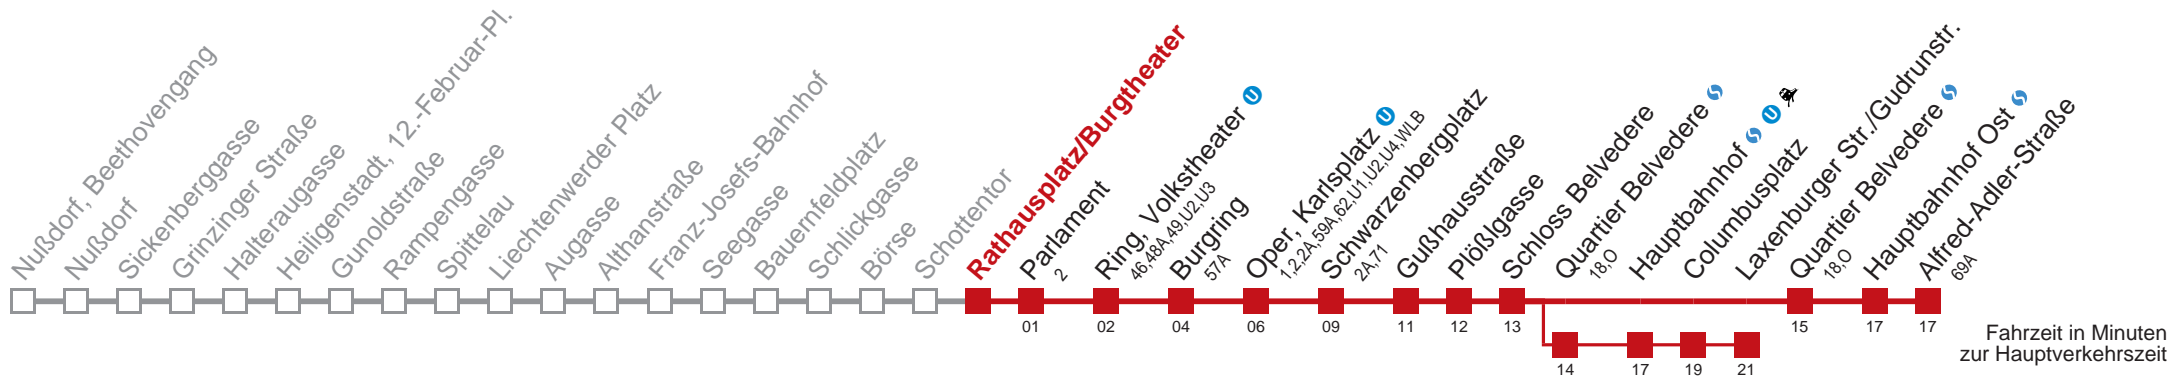 Nußdorf, Beethovengang
Nußdorf
Sickenberggasse
Grinzinger Straße
Halteraugasse
Heiligenstadt, 12.-Februar-Pl.
Gunoldstraße
Rampengasse
Spittelau
Liechtenwerder Platz
Augasse
Althanstraße
Franz-Josefs-Bahnhof
Seegasse
Bauernfeldplatz
Schlickgasse
Börse
Schottentor
Rathausplatz/Burgtheater
Parlament
2
Ring, Volkstheater U
46,48A,49,U2,U3
Burgring
57A
Oper, Karlsplatz U
1,2,2A,59A,62,U1,U2,U4,WLB
Schwarzenbergplatz
2A,71
Gußhausstraße
Plößlgasse
Schloss Belvedere
Quartier Belvedere S
18,O
Hauptbahnhof S U
Columbusplatz
Laxenburger Str./Gudrunstr.
Quartier Belvedere S
18,O
Hauptbahnhof Ost S
Alfred-Adler-Straße
69A
01 02 04 06 09 11 12 13 15 17 17
14 17 19 21
Fahrzeit in Minuten
zur Hauptverkehrszeit